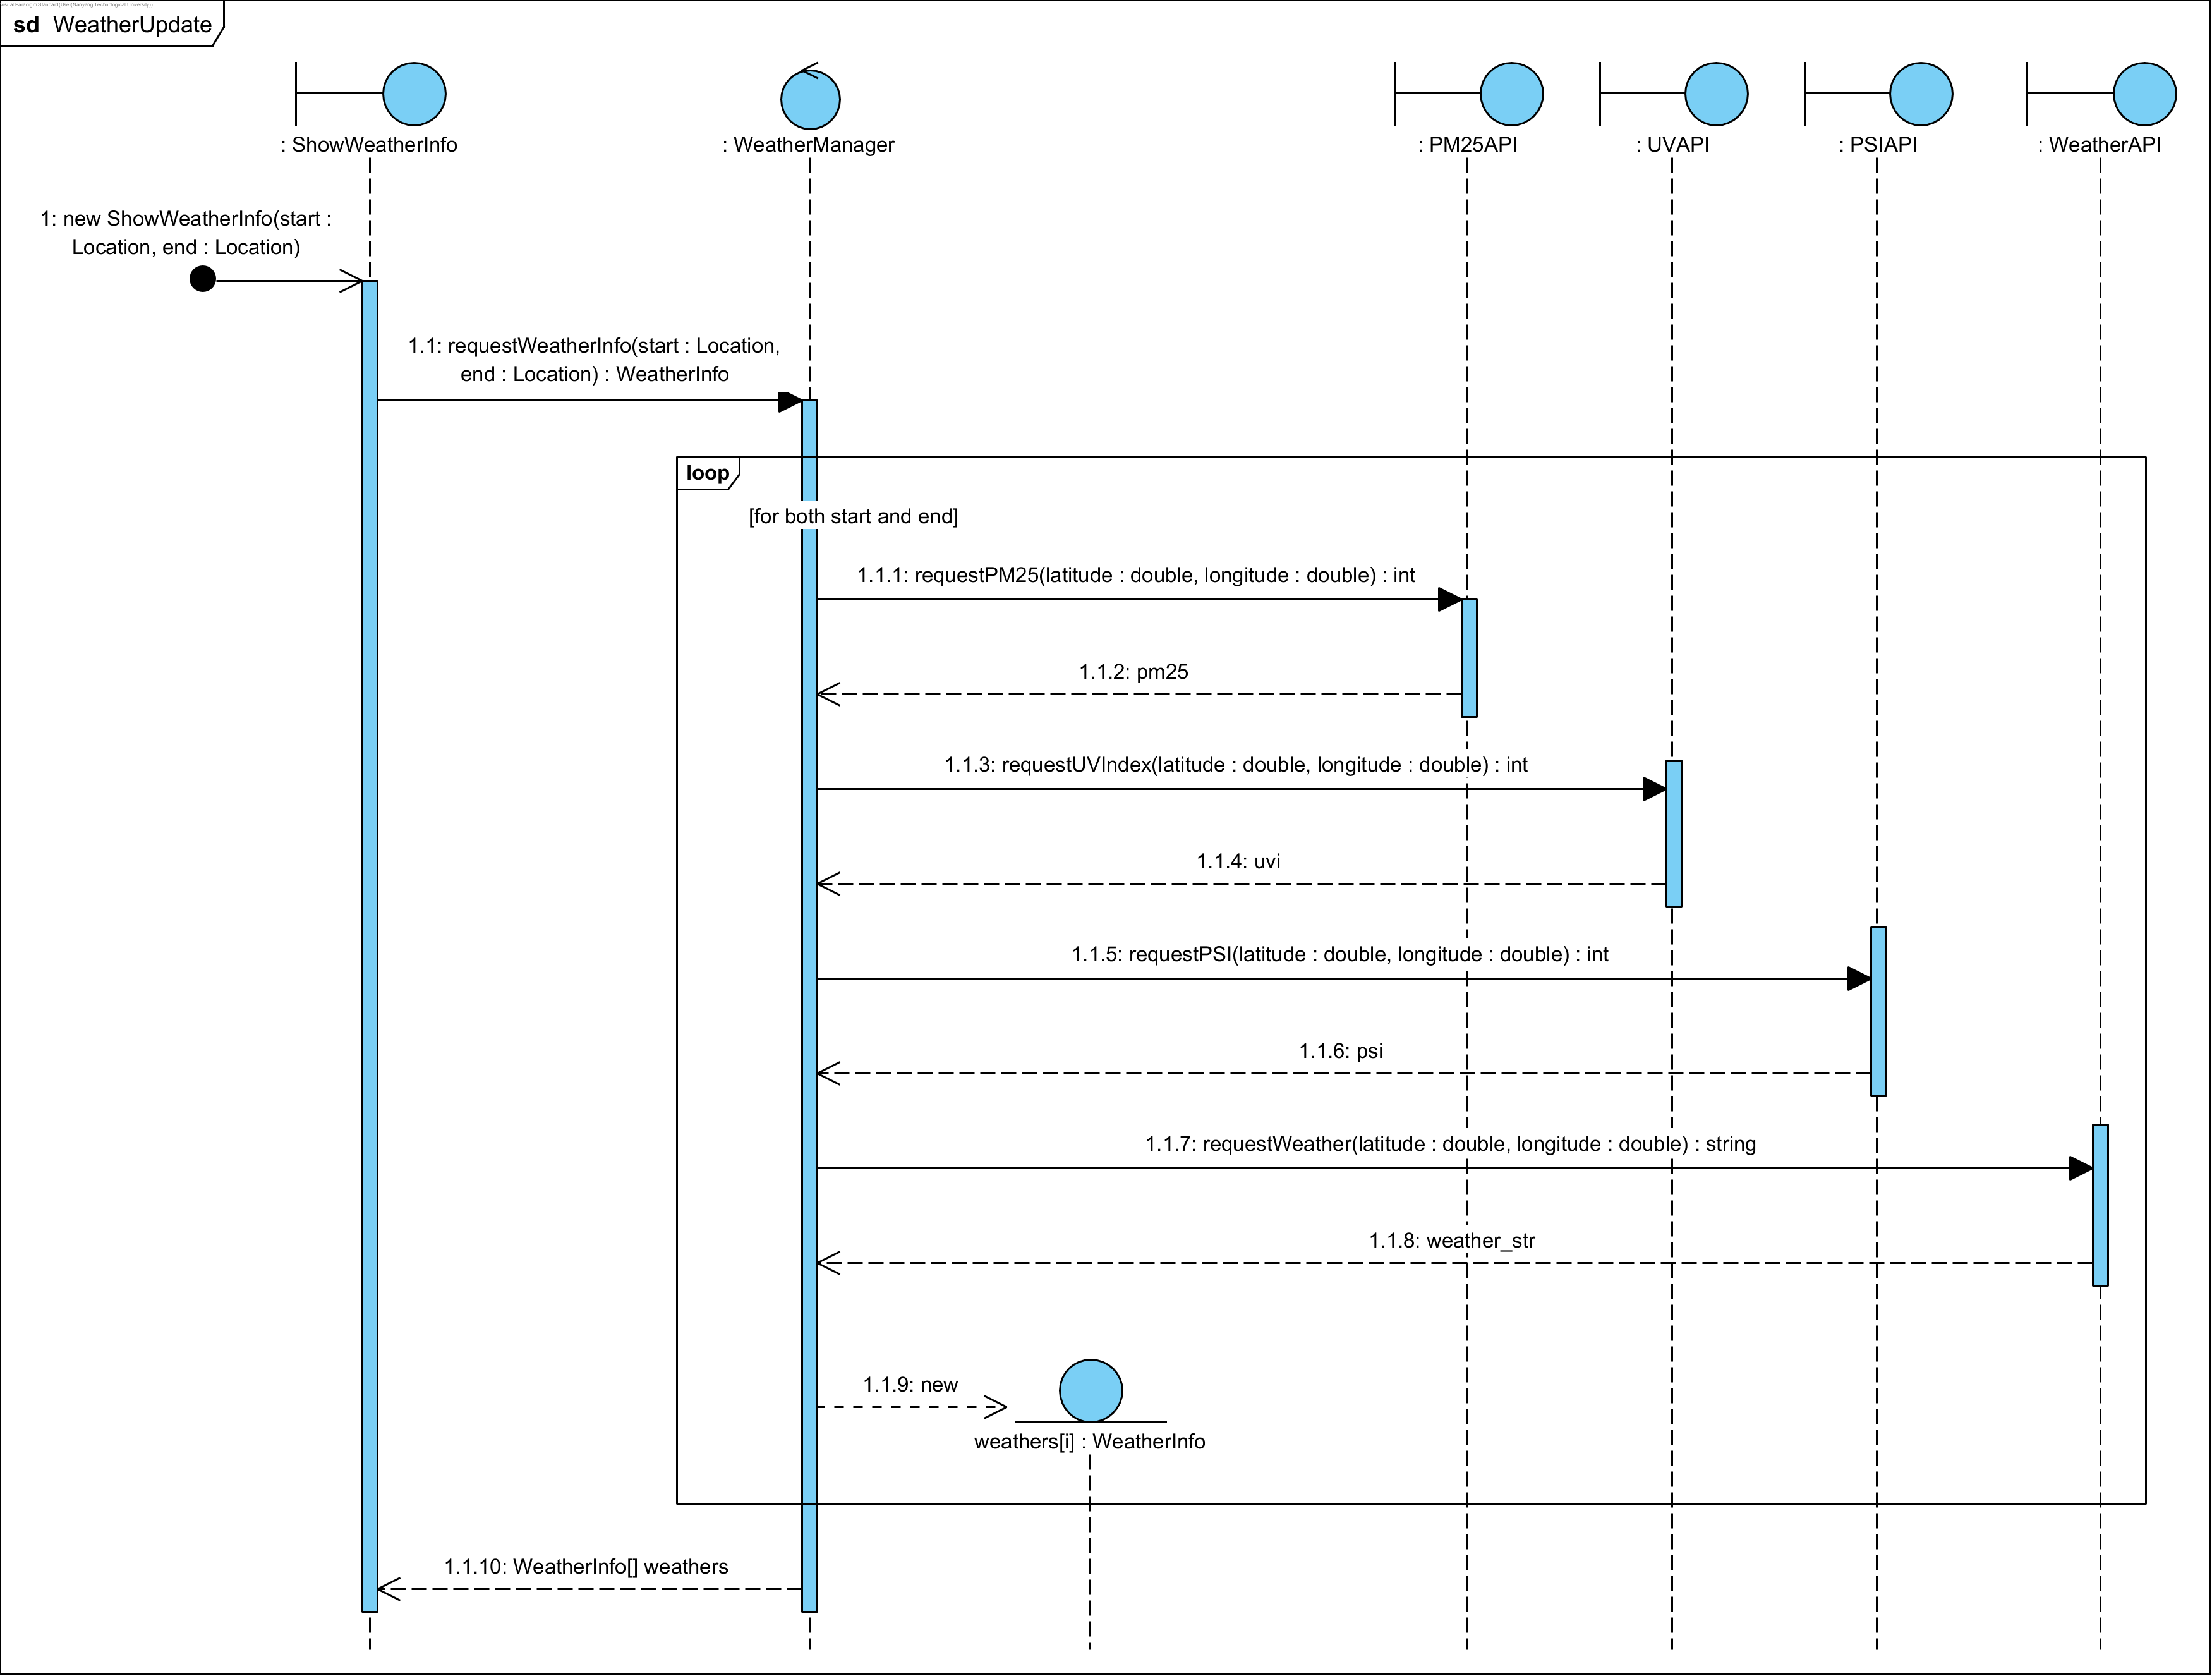 Visual Paradigm Standard(User(Nanyang Technological University))
sd WeatherUpdate
: ShowWeatherInfo
: WeatherManager
: PM25API
: UVAPI
: PSIAPI
: WeatherAPI
1: new ShowWeatherInfo(start :
Location, end : Location)
1.1: requestWeatherInfo(start : Location,
end : Location) : WeatherInfo
loop
[for both start and end]
1.1.1: requestPM25(latitude : double, longitude : double) : int
1.1.2: pm25
1.1.3: requestUVIndex(latitude : double, longitude : double) : int
1.1.4: uvi
1.1.5: requestPSI(latitude : double, longitude : double) : int
1.1.6: psi
1.1.7: requestWeather(latitude : double, longitude : double) : string
1.1.8: weather_str
1.1.9: new
weathers[i] : WeatherInfo
1.1.10: WeatherInfo[] weathers